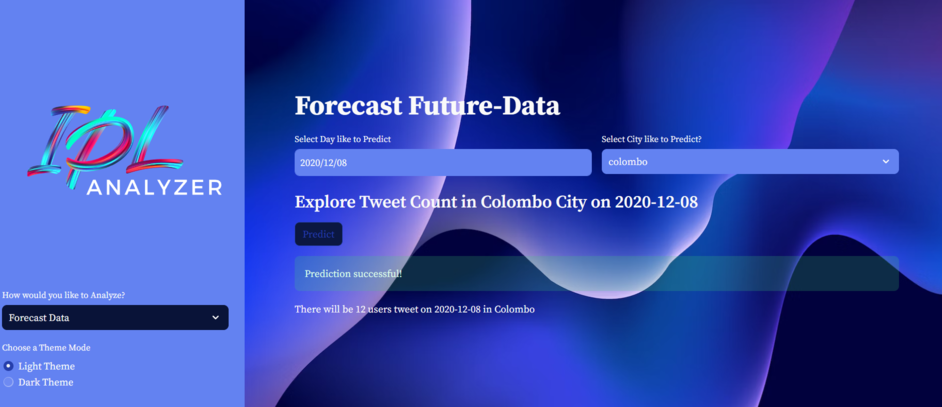 IPL
ANALYZER
How would you like to Analyze?
Forecast Data
Choose a Theme Mode
Light Theme
Dark Theme
Forecast Future-Data
Select Day like to Predict
2020/12/08
Select City like to Predict?
colombo
Explore Tweet Count in Colombo City on 2020-12-08
Predict
Prediction successful!
There will be 12 users tweet on 2020-12-08 in Colombo